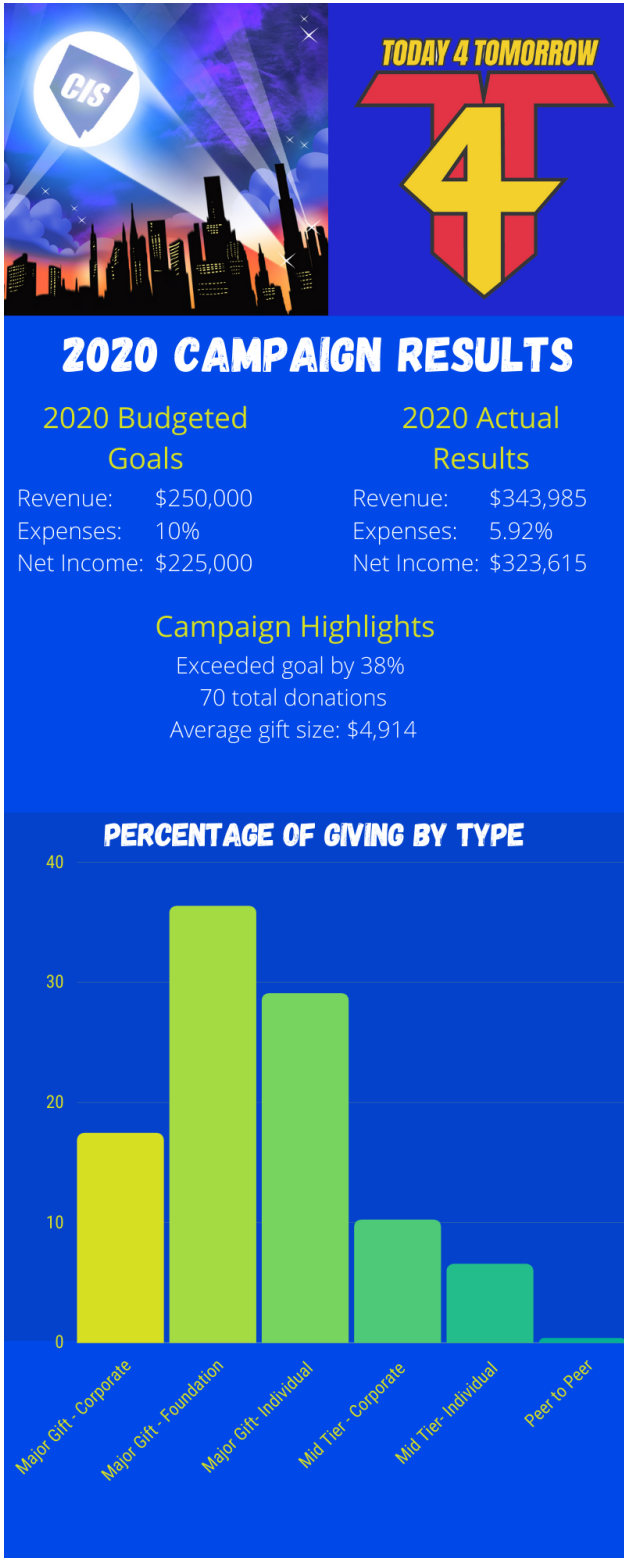 CIS
TODAY 4 TOMORROW
T4T
2020 CAMPAIGN RESULTS
2020 Budgeted
Goals
Revenue: $250,000
Expenses: 10%
Net Income: $225,000
2020 Actual
Results
Revenue: $343,985
Expenses: 5.92%
Net Income: $323,615
Campaign Highlights
Exceeded goal by 38%
70 total donations
Average gift size: $4,914
PERCENTAGE OF GIVING BY TYPE
40
30
20
10
0
Major Gift - Corporate
Major Gift - Foundation
Major Gift- Individual
Mid Tier - Corporate
Mid Tier- Individual
Peer to Peer